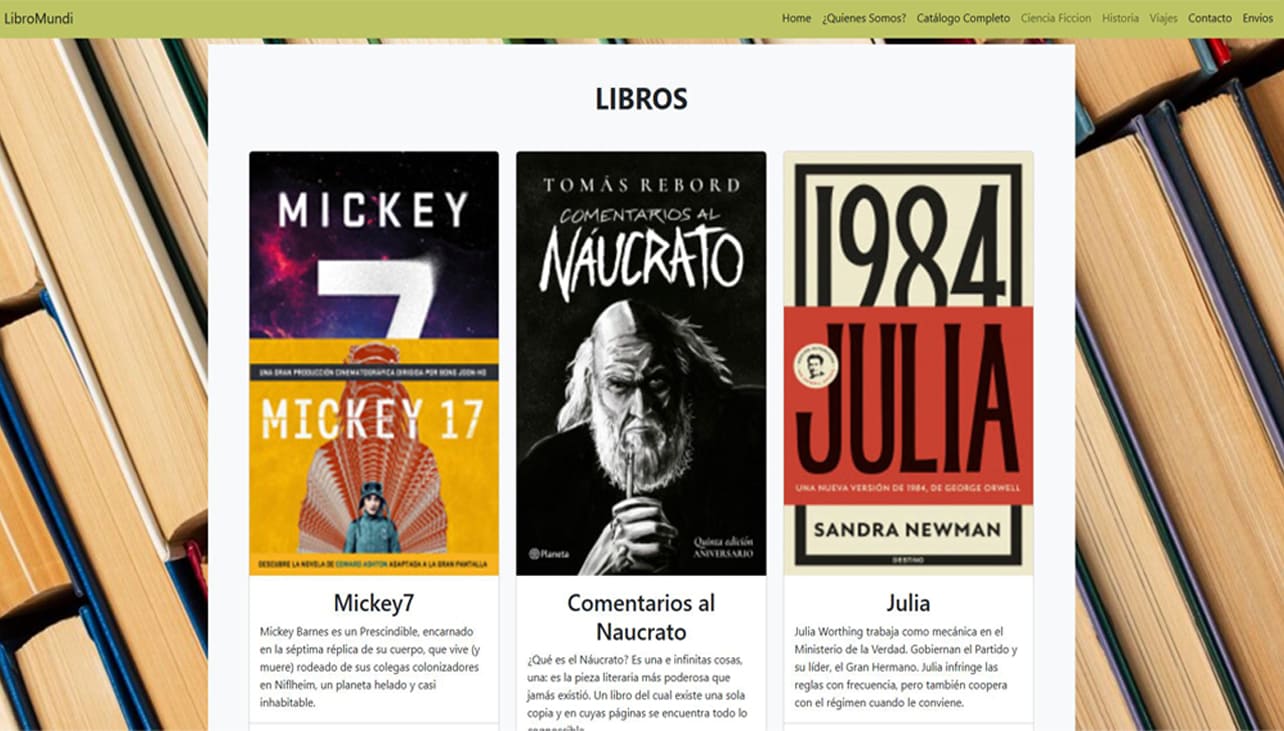 LibroMundi
Home ¿Quienes Somos? Catálogo Completo Ciencia Ficcion Historia Viajes Contacto Envíos
LIBROS
MICKEY
7
UNA GRAN PRODUCCIÓN CINEMATOGRÁFICA DIRIGIDA POR BONG JOON-HO
MICKEY 17
DESCUBRE LA NOVELA DE EDWARD ASHTON ADAPTADA A LA GRAN PANTALLA
Mickey7
Mickey Barnes es un Prescindible, encarnado
en la séptima réplica de su cuerpo, que vive (y
muere) rodeado de sus colegas colonizadores
en Niflheim, un planeta helado y casi
inhabitable.
TOMÁS REBORD
COMENTARIOS AL
NÁUCRATO
Quinta edición
ANIVERSARIO
Planeta
Comentarios al
Naucrato
¿Qué es el Náucrato? Es una e infinitas cosas,
una: es la pieza literaria más poderosa que
jamás existió. Un libro del cual existe una sola
copia y en cuyas páginas se encuentra todo lo
1984
JULIA
UNA NUEVA VERSIÓN DE 1984, DE GEORGE ORWELL
SANDRA NEWMAN
DESTINO
Julia
Julia Worthing trabaja como mecánica en el
Ministerio de la Verdad. Gobiernan el Partido y
su líder, el Gran Hermano. Julia infringe las
reglas con frecuencia, pero también coopera
con el régimen cuando le conviene.